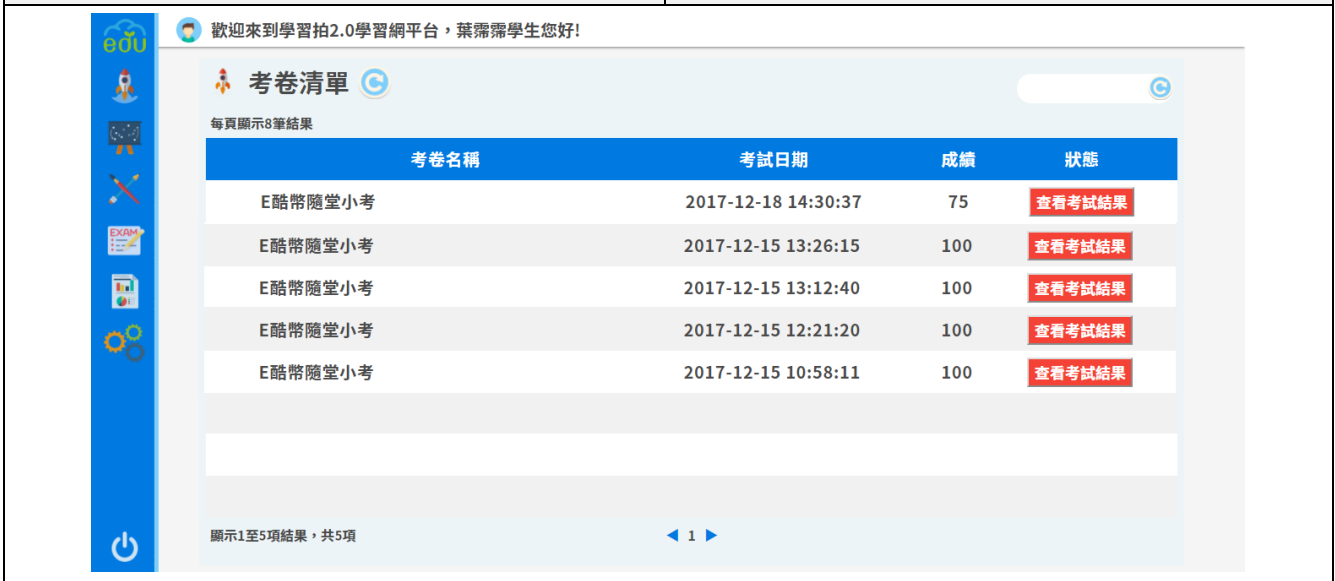 edu
歡迎來到學習拍2.0學習網平台，葉霈霈學生您好!
考卷清單
每頁顯示8筆結果
考卷名稱 考試日期 成績 狀態
E酷幣隨堂小考 2017-12-18 14:30:37 75 查看考試結果
E酷幣隨堂小考 2017-12-15 13:26:15 100 查看考試結果
E酷幣隨堂小考 2017-12-15 13:12:40 100 查看考試結果
E酷幣隨堂小考 2017-12-15 12:21:20 100 查看考試結果
E酷幣隨堂小考 2017-12-15 10:58:11 100 查看考試結果
EXAM
顯示1至5項結果，共5項 1